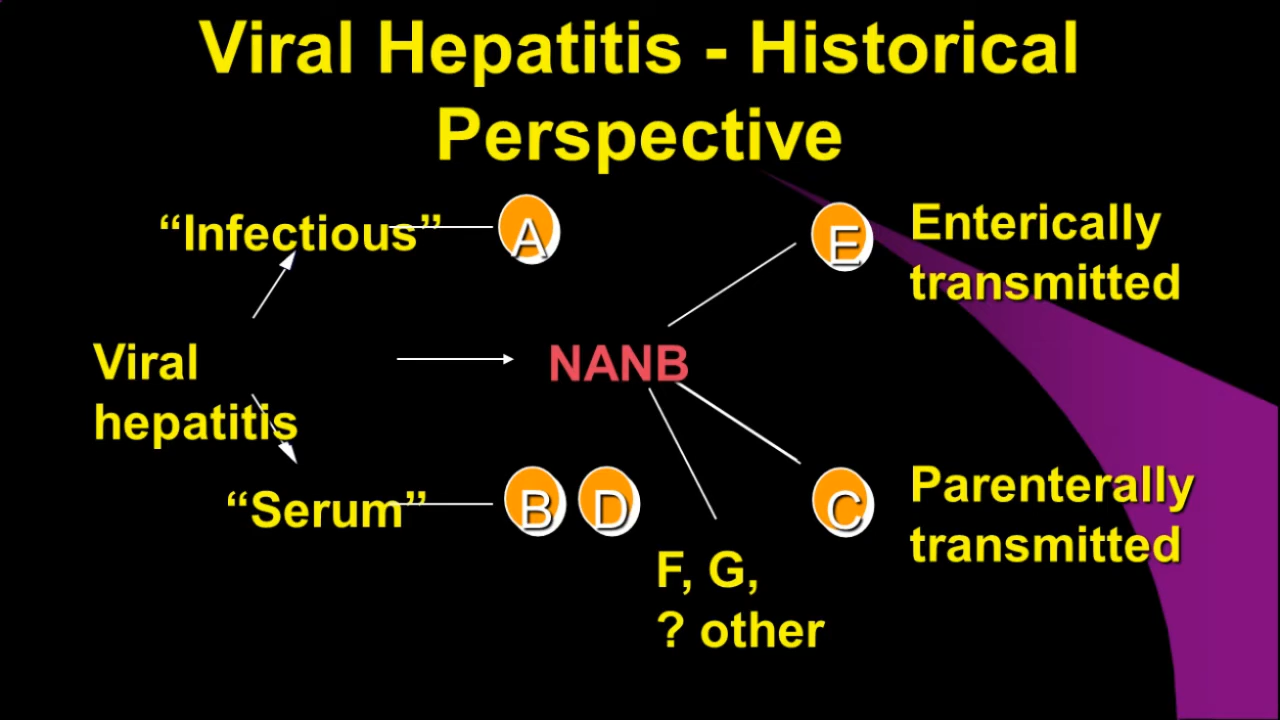 Viral Hepatitis - Historical
Perspective
“Infectious”
A
E
Enterically
transmitted
Viral
hepatitis
NANB
“Serum”
B
D
C
Parenterally
transmitted
F, G,
? other